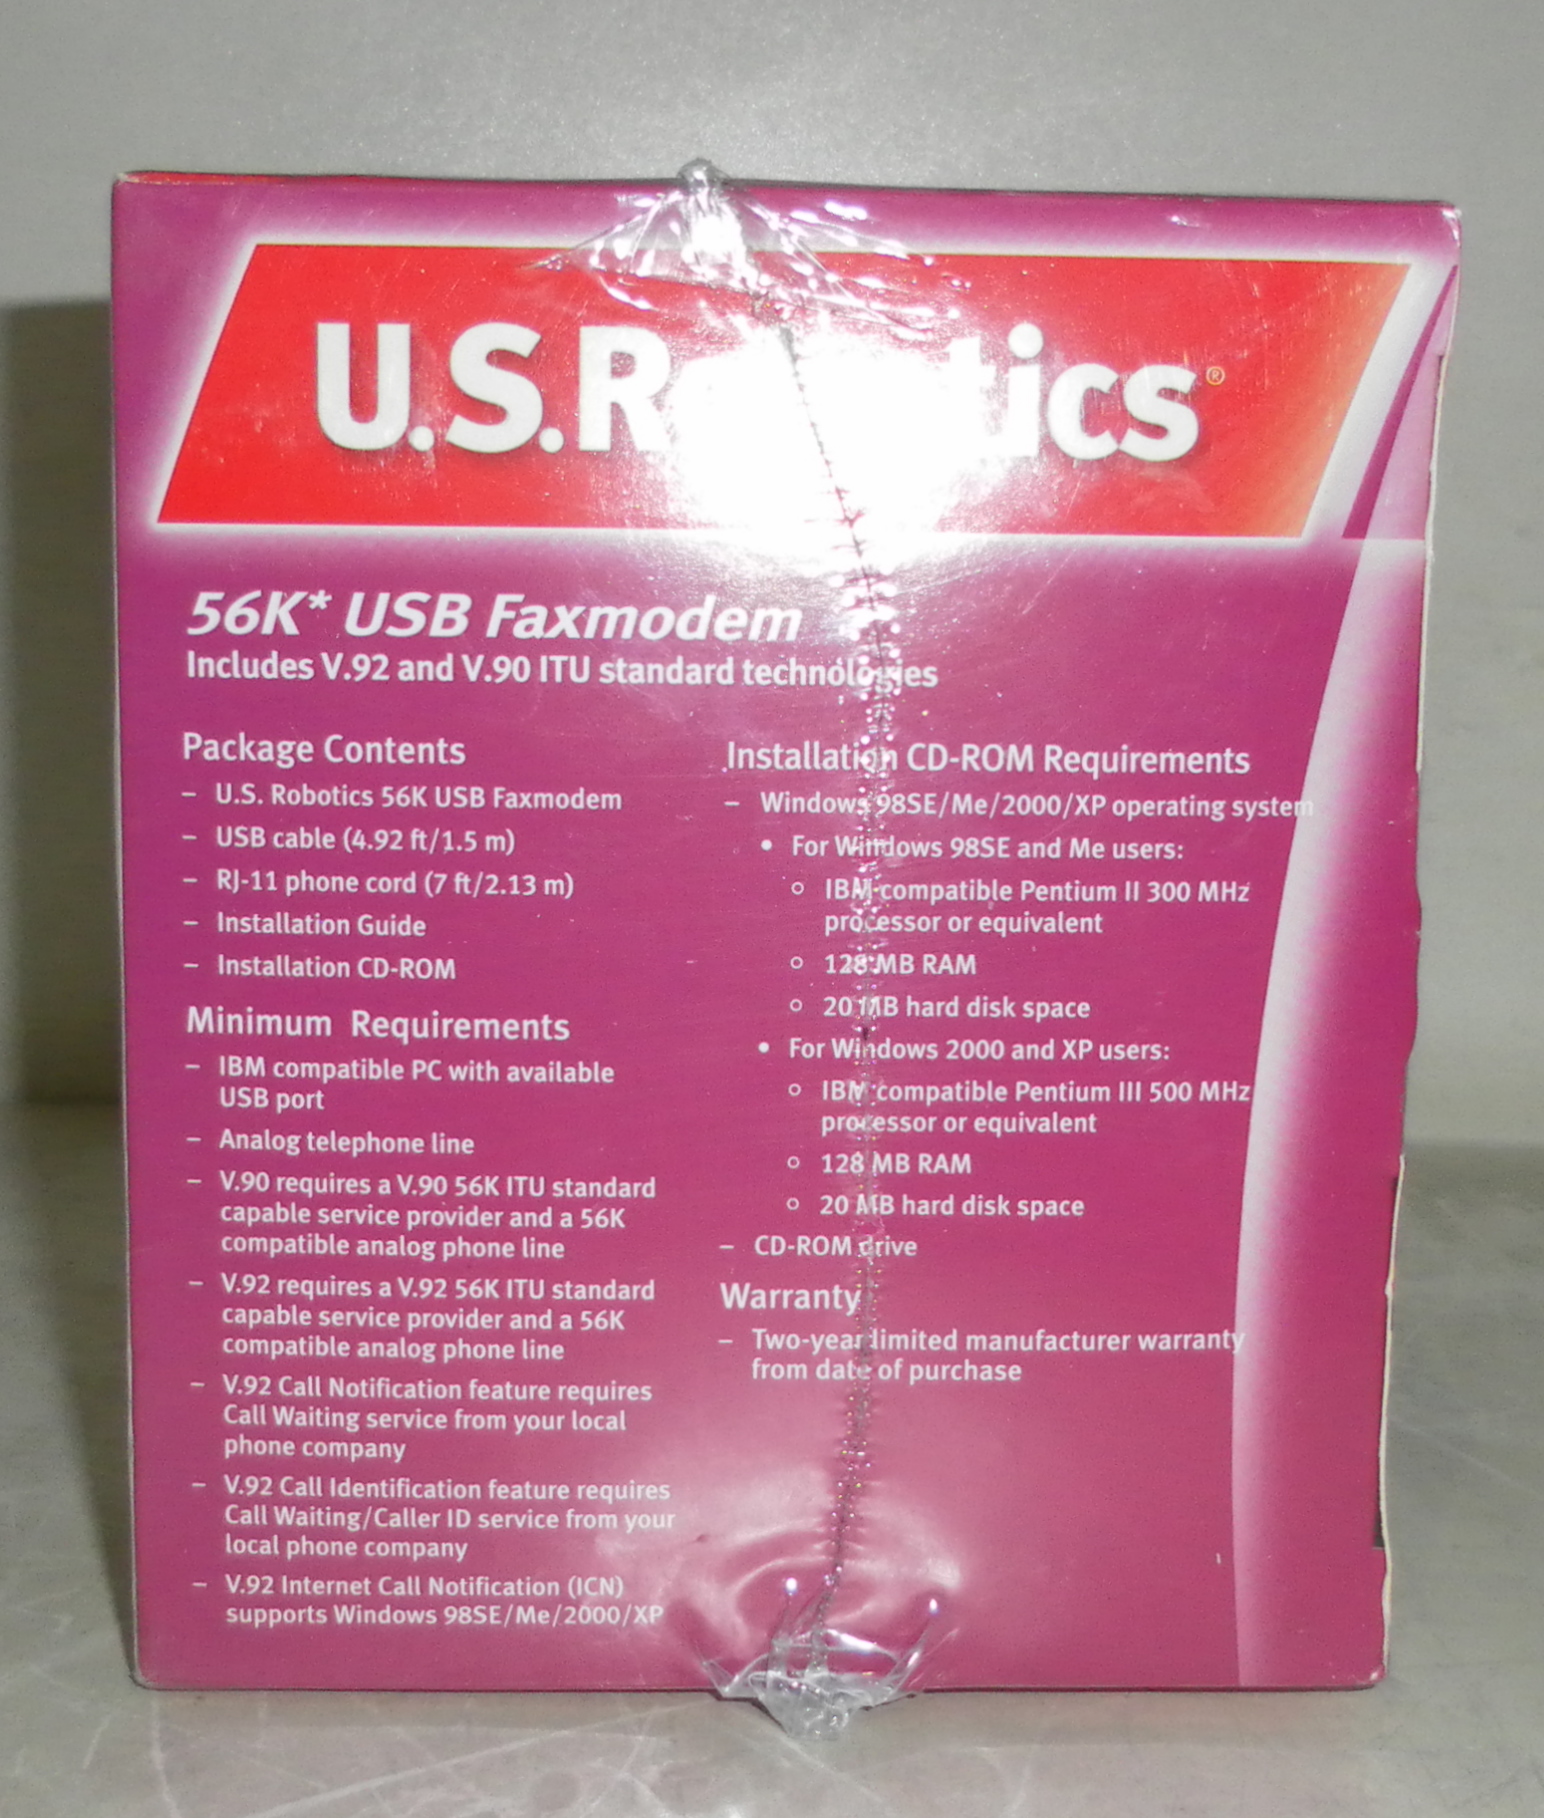 U.S.Robotics®
56K* USB Faxmodem
Includes V.92 and V.90 ITU standard technologies
Package Contents
– U.S. Robotics 56K USB Faxmodem
– USB cable (4.92 ft/1.5 m)
– RJ-11 phone cord (7 ft/2.13 m)
– Installation Guide
– Installation CD-ROM
Minimum Requirements
– IBM compatible PC with available
USB port
– Analog telephone line
– V.90 requires a V.90 56K ITU standard
capable service provider and a 56K
compatible analog phone line
– V.92 requires a V.92 56K ITU standard
capable service provider and a 56K
compatible analog phone line
– V.92 Call Notification feature requires
Call Waiting service from your local
phone company
– V.92 Call Identification feature requires
Call Waiting/Caller ID service from your
local phone company
– V.92 Internet Call Notification (ICN)
supports Windows 98SE/Me/2000/XP
Installation CD-ROM Requirements
– Windows 98SE/Me/2000/XP operating system
• For Windows 98SE and Me users:
○ IBM compatible Pentium II 300 MHz
processor or equivalent
○ 128 MB RAM
○ 20 MB hard disk space
• For Windows 2000 and XP users:
○ IBM compatible Pentium III 500 MHz
processor or equivalent
○ 128 MB RAM
○ 20 MB hard disk space
– CD-ROM drive
Warranty
– Two-year limited manufacturer warranty
from date of purchase